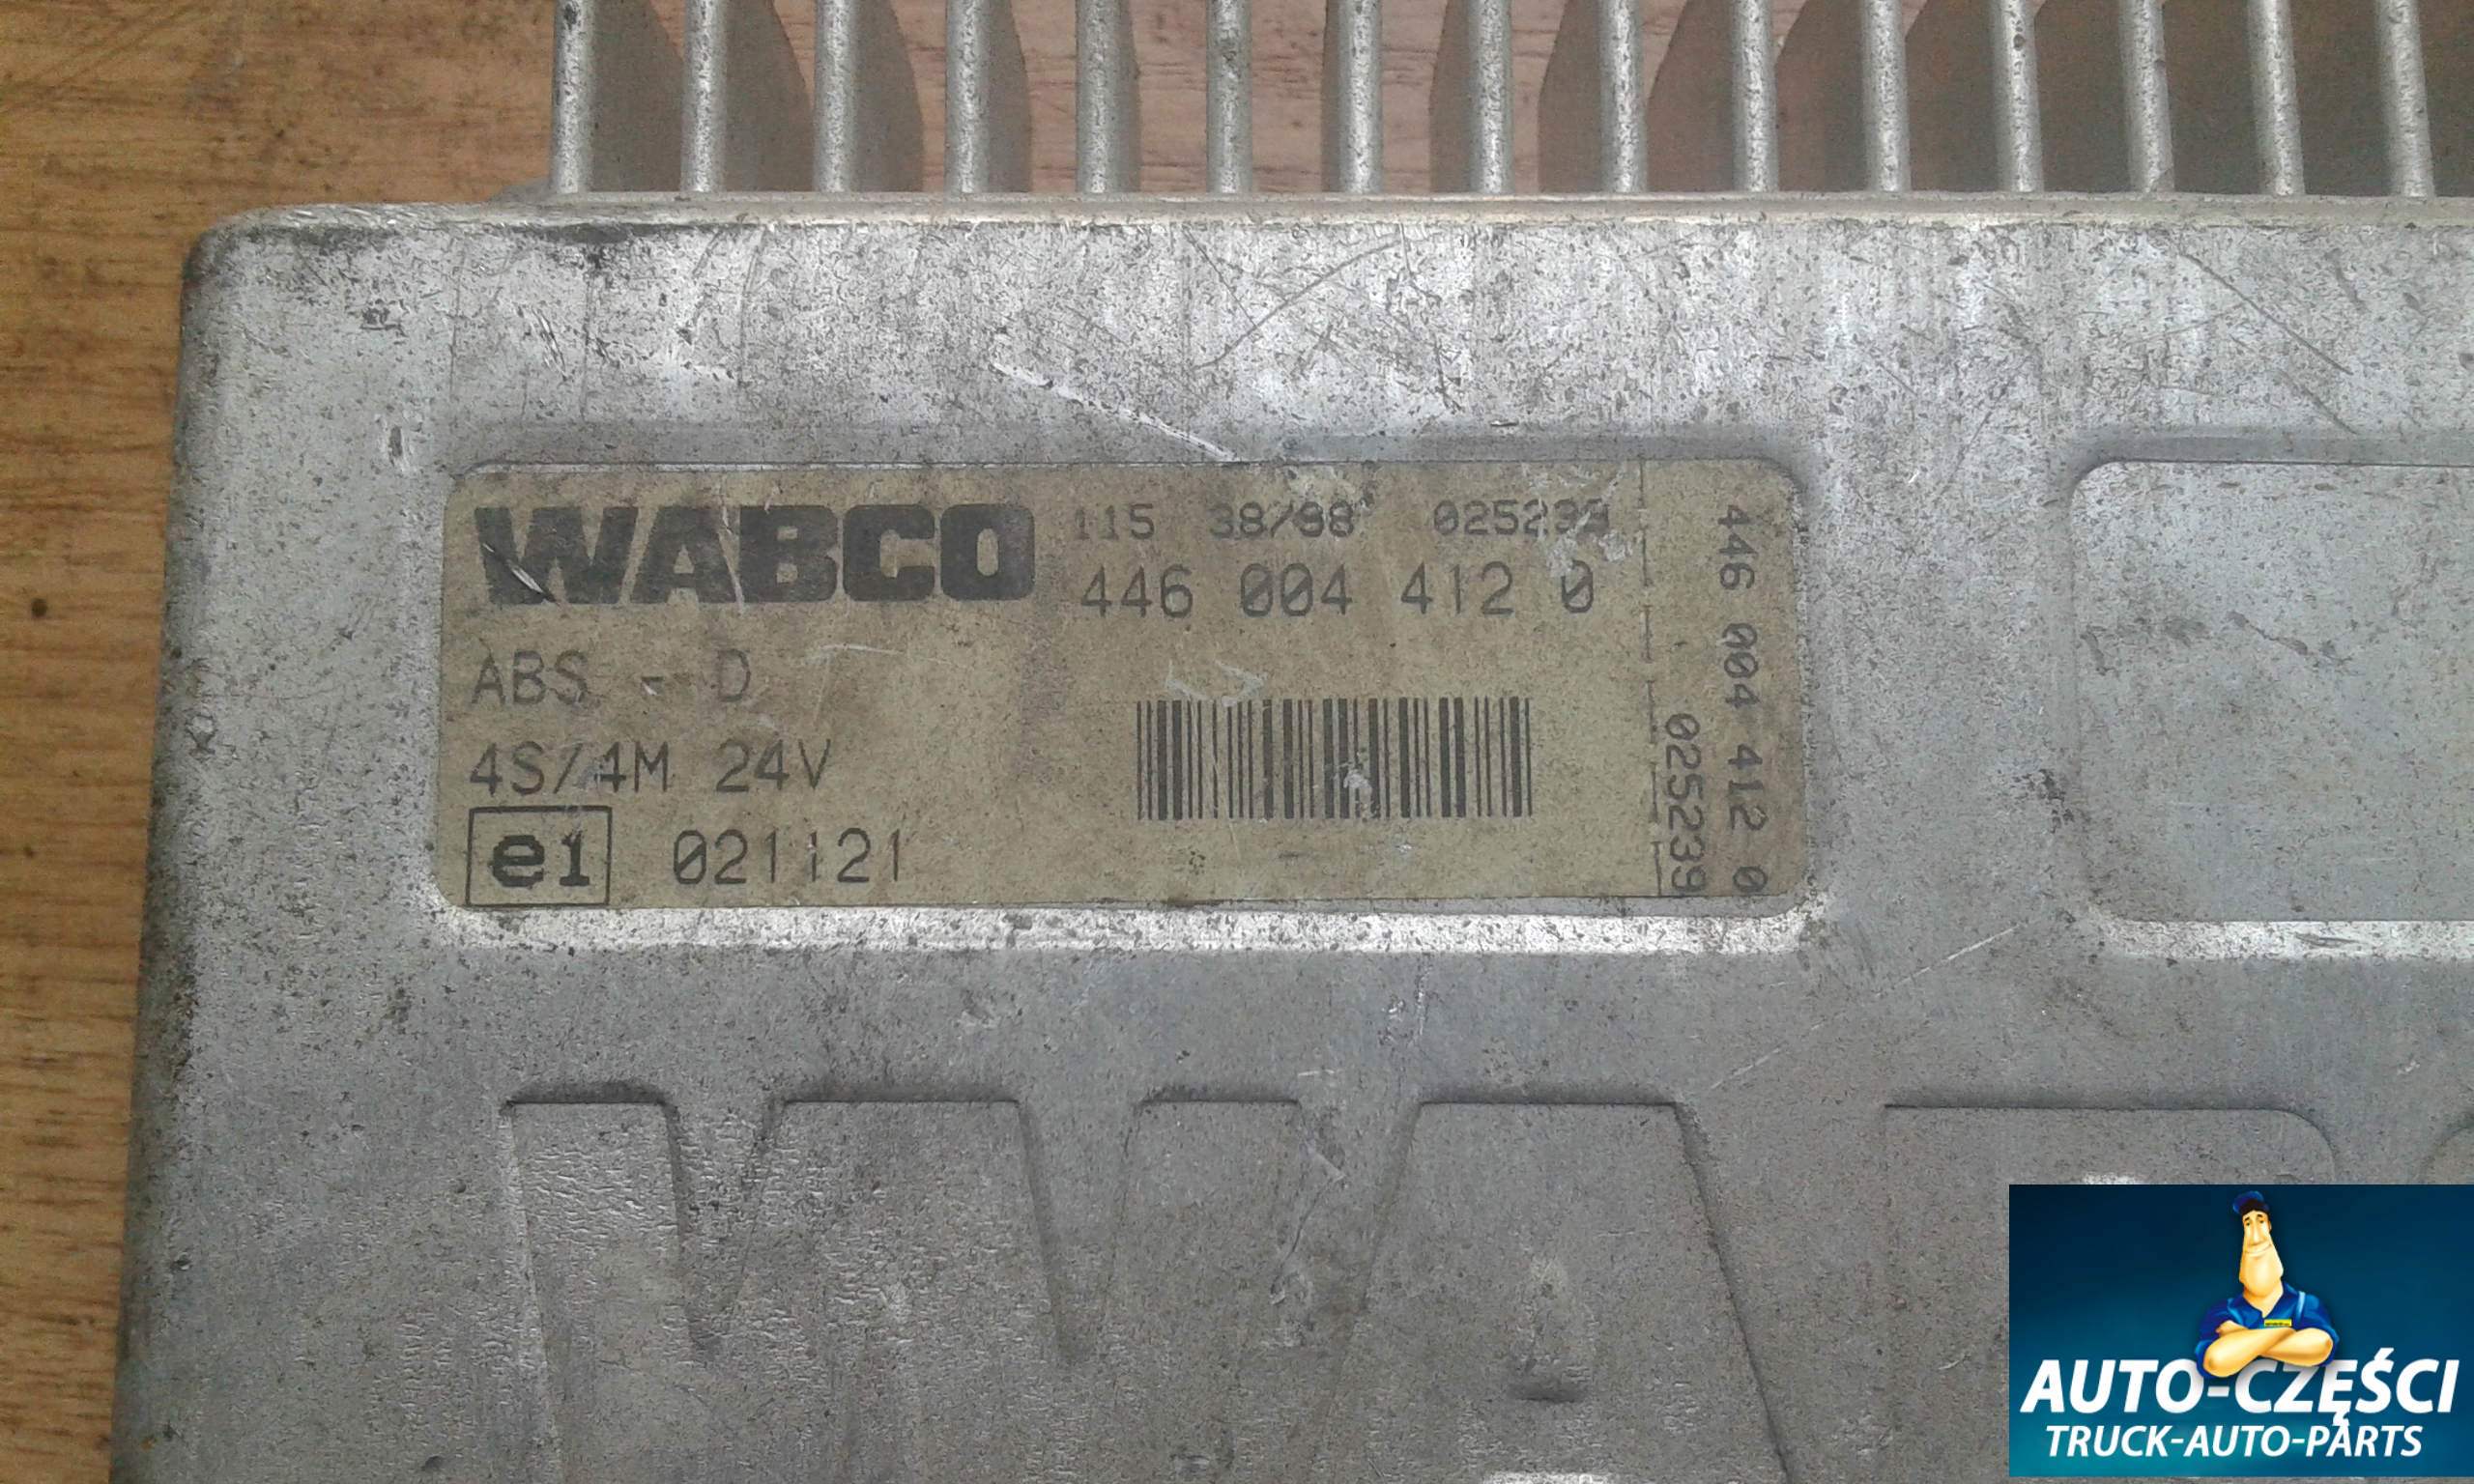 WABCO 115 38/98 025239
446 004 412 0
ABS - D
4S/4M 24V
e1 021121
446 004 412 0
025239
AUTO-CZĘŚCI
TRUCK-AUTO-PARTS